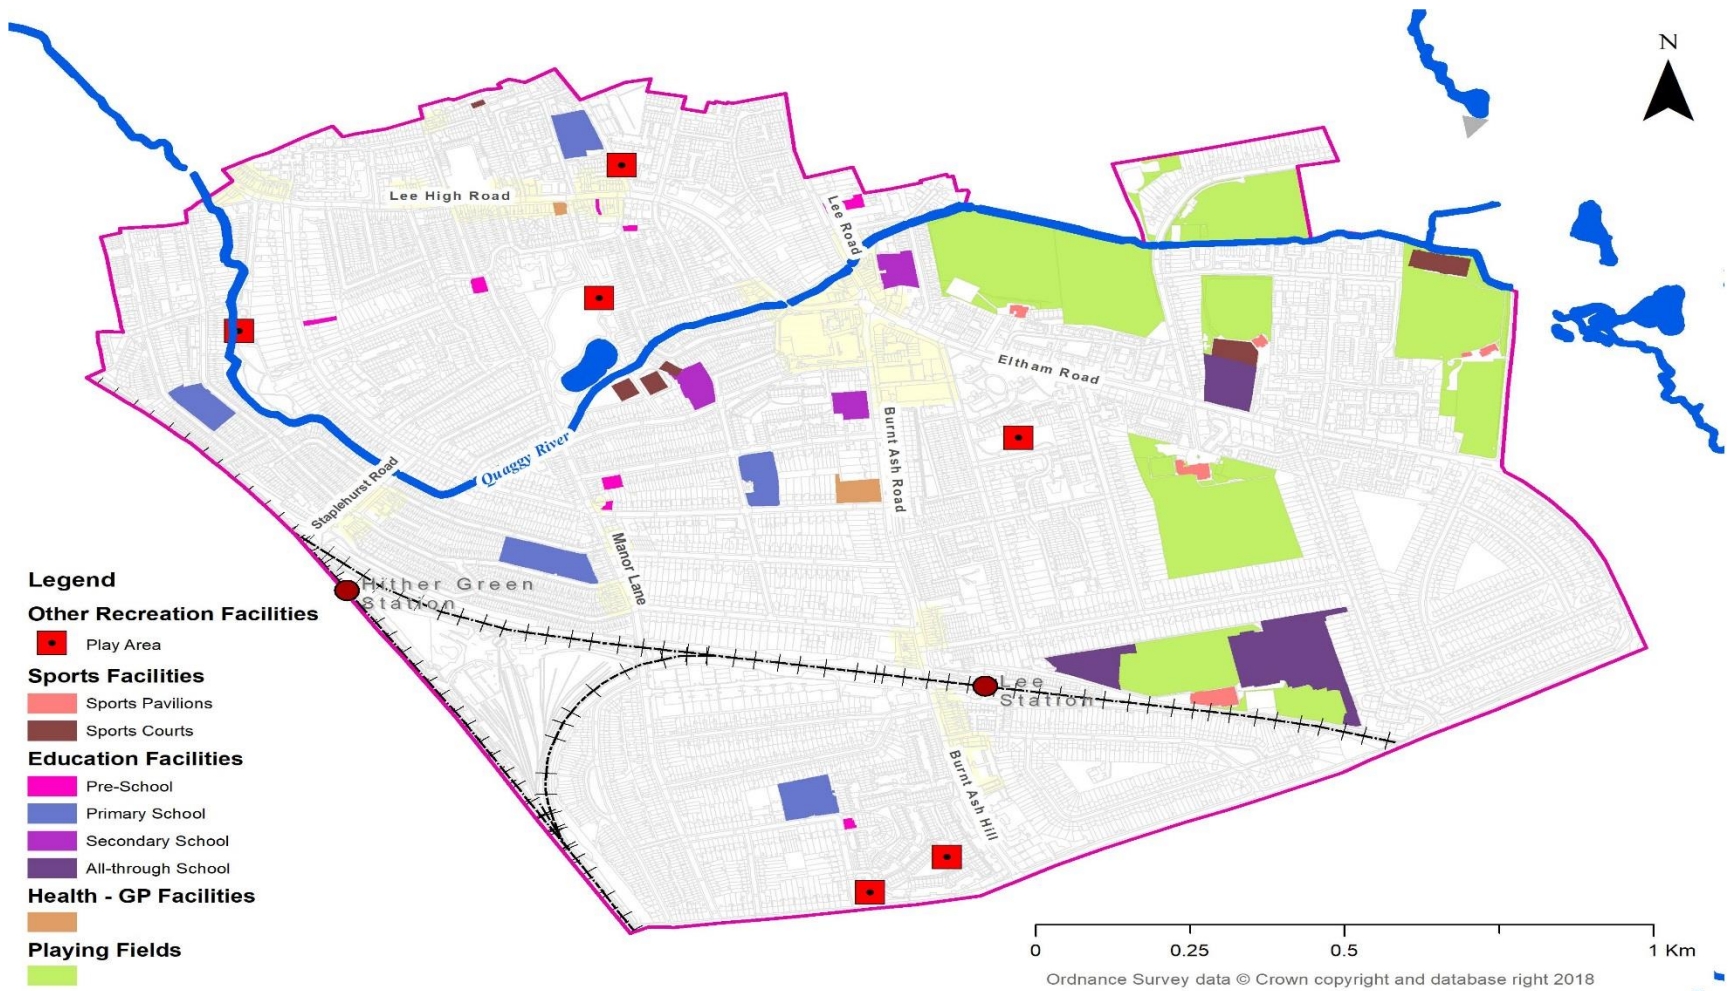 N
Lee High Road
Lee Road
Eltham Road
Burnt Ash Road
Quaggy River
Staplehurst Road
Manor Lane
Hither Green
Station
Lee
Station
Burnt Ash Hill
Legend
Other Recreation Facilities
Play Area
Sports Facilities
Sports Pavilions
Sports Courts
Education Facilities
Pre-School
Primary School
Secondary School
All-through School
Health - GP Facilities
Playing Fields
0 0.25 0.5 1 Km
Ordnance Survey data © Crown copyright and database right 2018